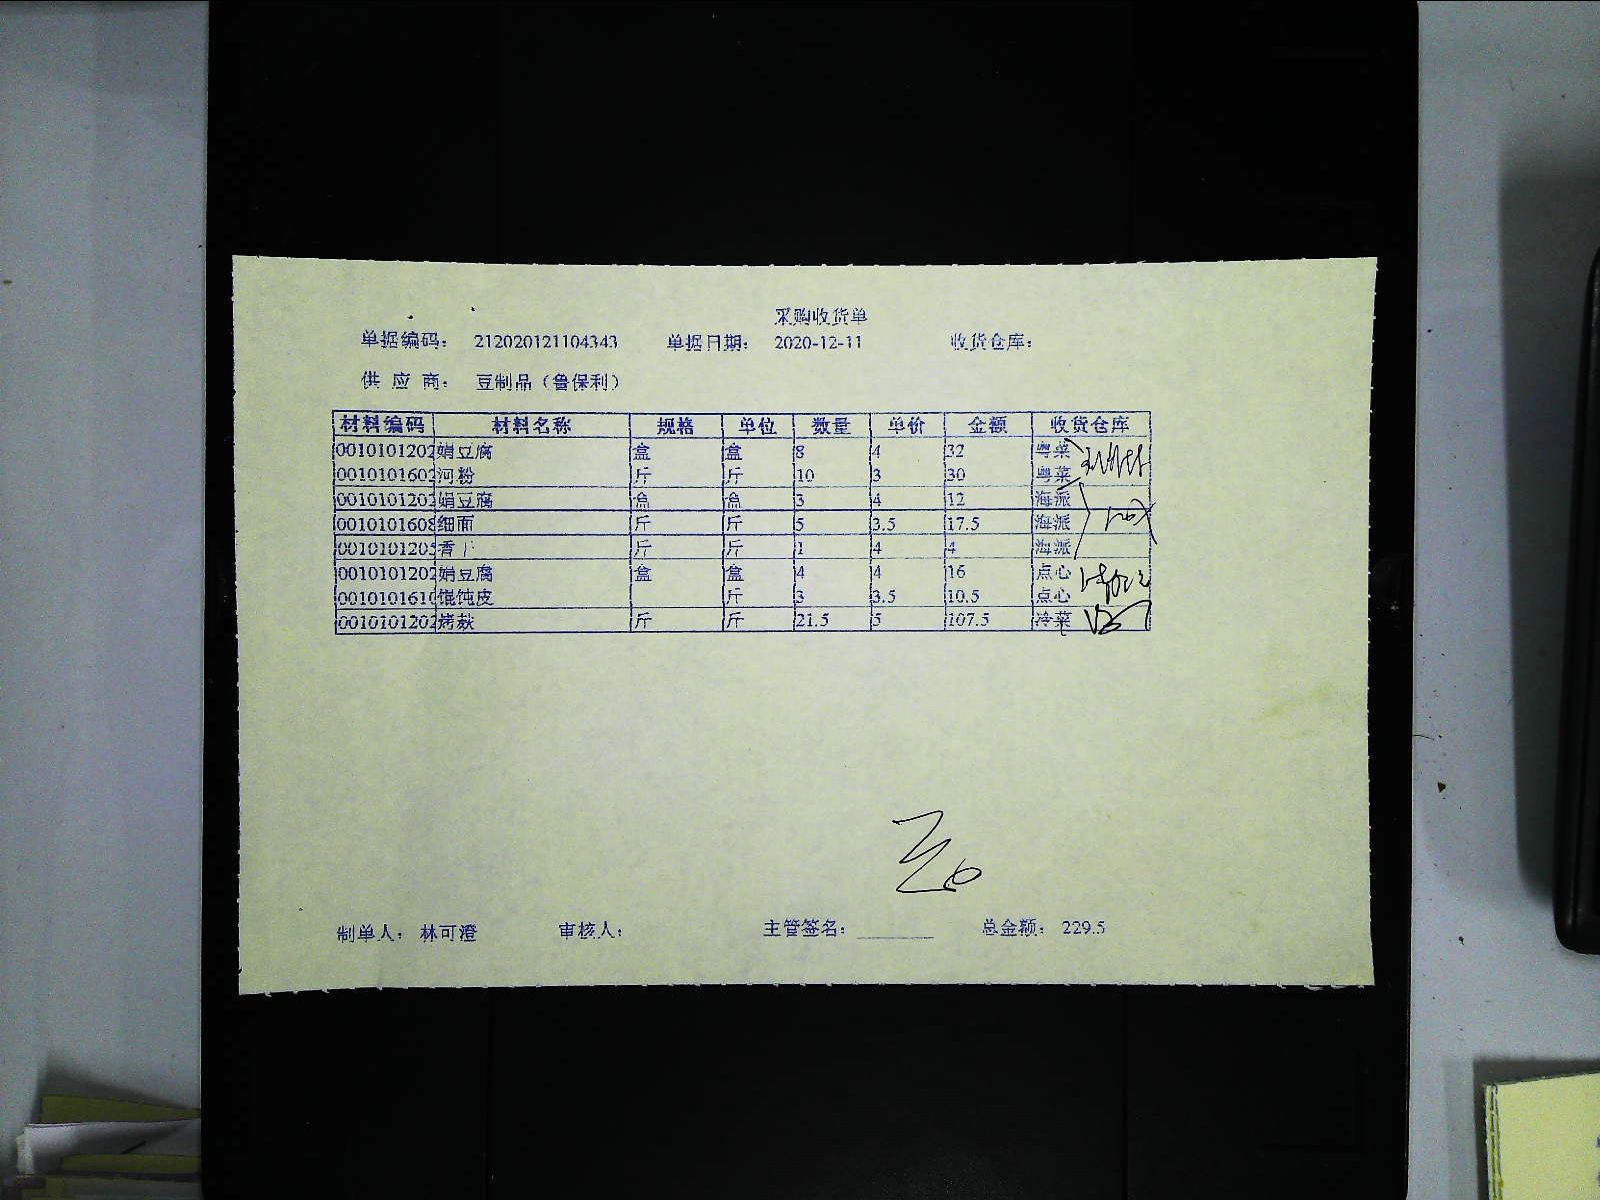 采购收货单
单据编码： 212020121104343 单据日期： 2020-12-11 收货仓库：
供 应 商： 豆制品（鲁保利）
材料编码 材料名称 规格 单位 数量 单价 金额 收货仓库
0010101202 娟豆腐 盒 盒 8 4 32 粤菜
0010101602 河粉 斤 斤 10 3 30 粤菜
0010101202 娟豆腐 盒 盒 3 4 12 海派
0010101608 细面 斤 斤 5 3.5 17.5 海派
0010101205 香干 斤 斤 1 4 4 海派
0010101202 娟豆腐 盒 盒 4 4 16 点心
0010101610 馄饨皮 斤 3 3.5 10.5 点心
0010101202 烤麸 斤 斤 21.5 5 107.5 冷菜
制单人： 林可澄 审核人： 主管签名： 总金额： 229.5